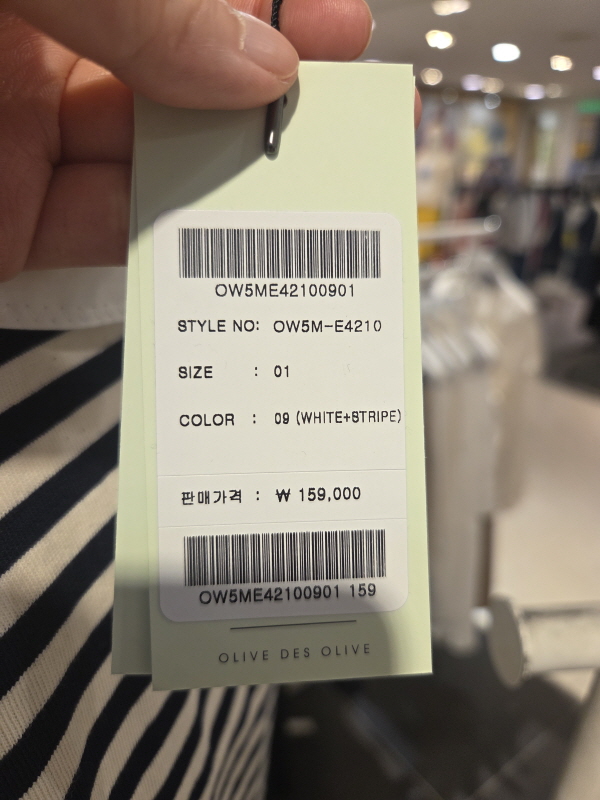 OW5ME42100901
STYLE NO: OW5M-E4210
SIZE : 01
COLOR : 09 (WHITE+STRIPE)
판매가격 : ₩ 159,000
OW5ME42100901 159
OLIVE DES OLIVE